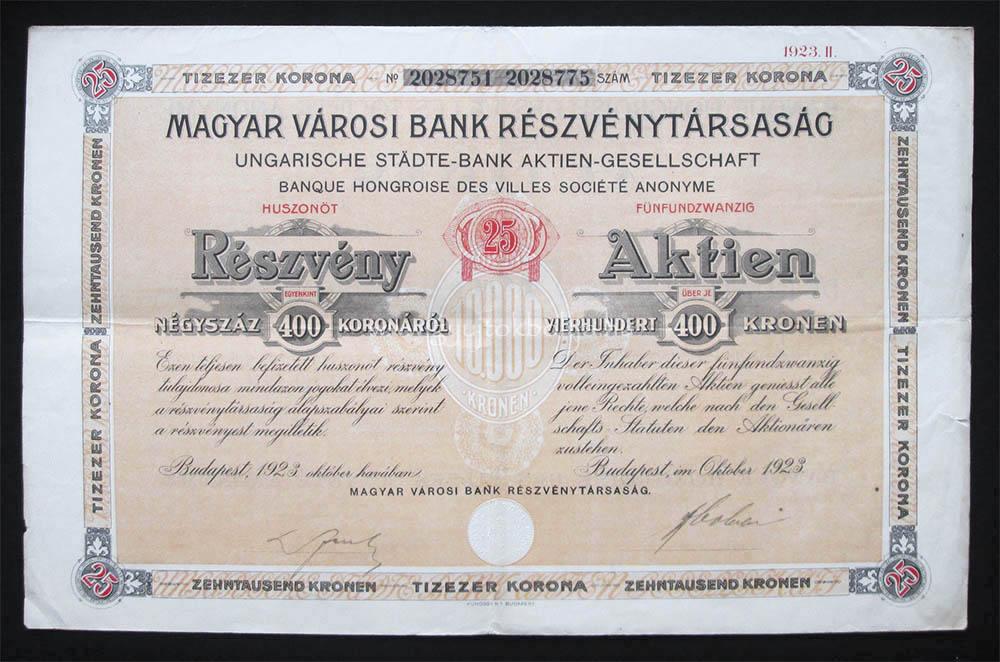 1923. II.
25 TIZEZER KORONA № 2028751-2028775 SZÁM TIZEZER KORONA 25
MAGYAR VÁROSI BANK RÉSZVÉNYTÁRSASÁG
UNGARISCHE STÄDTE-BANK AKTIEN-GESELLSCHAFT
BANQUE HONGROISE DES VILLES SOCIÉTÉ ANONYME
HUSZONÖT
Részvény
EGYENKINT
NÉGYSZÁZ 400 KORONÁRÓL
Ezen teljesen befizetett huszonöt részvény
tulajdonosa mindazon jogokat élvezi, melyek
a részvénytársaság alapszabályai szerint
a részvényest megilletik.
Budapest, 1923. október havában.
25
10,000
KRONEN
FÜNFUNDZWANZIG
Aktien
ÜBER JE
VIERHUNDERT 400 KRONEN
Der Inhaber dieser fünfundzwanzig
volleingezahlten Aktien geniesst alle
jene Rechte, welche nach den Gesell-
schafts-Statuten den Aktionären
zustehen.
Budapest, im Oktober 1923.
MAGYAR VÁROSI BANK RÉSZVÉNYTÁRSASÁG.
TIZEZER KORONA ZEHNTAUSEND KRONEN
ZEHNTAUSEND KRONEN TIZEZER KORONA
25 ZEHNTAUSEND KRONEN TIZEZER KORONA ZEHNTAUSEND KRONEN 25